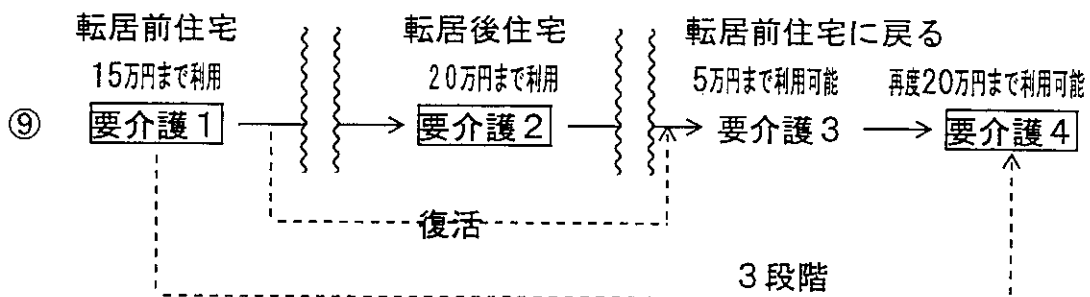 転居前住宅 転居後住宅 転居前住宅に戻る
15万円まで利用 20万円まで利用 5万円まで利用可能 再度20万円まで利用可能
⑨ 要介護1 要介護2 要介護3 要介護4
復活
3段階